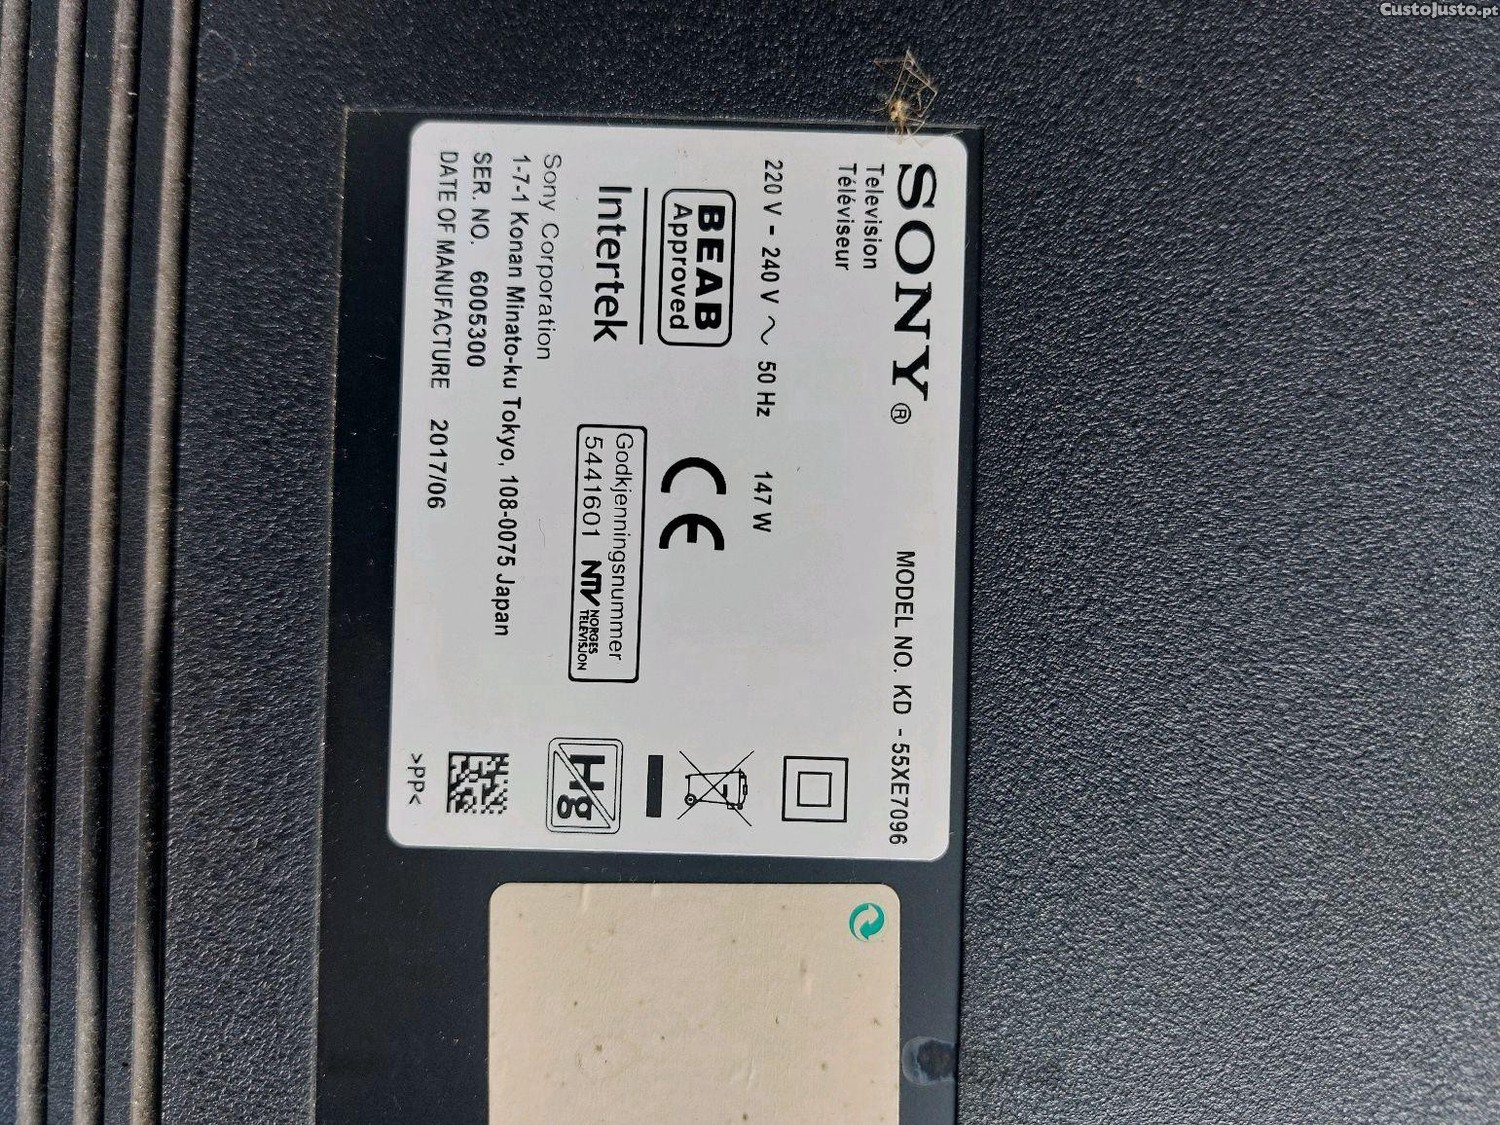 CustoJusto.pt
SONY®
MODEL NO. KD - 55XE7096
Television
Téléviseur
220 V - 240 V ~ 50 Hz 147 W
BEAB
Approved
Intertek
CE
Godkjenningsnummer
5441601 NTV NORGES
TELEVISJON
Hg
Sony Corporation
1-7-1 Konan Minato-ku Tokyo, 108-0075 Japan
SER. NO. 6005300
DATE OF MANUFACTURE 2017/06
>PP<